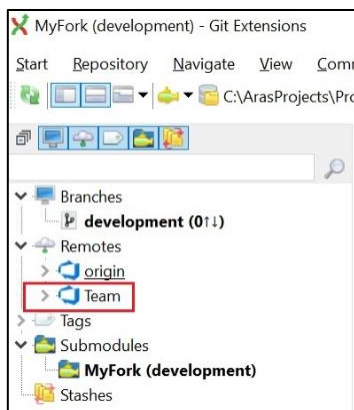 MyFork (development) - Git Extensions
Start Repository Navigate View
C:\ArasProjects\
Branches
development (0↑↓)
Remotes
origin
Team
Tags
Submodules
MyFork (development)
Stashes